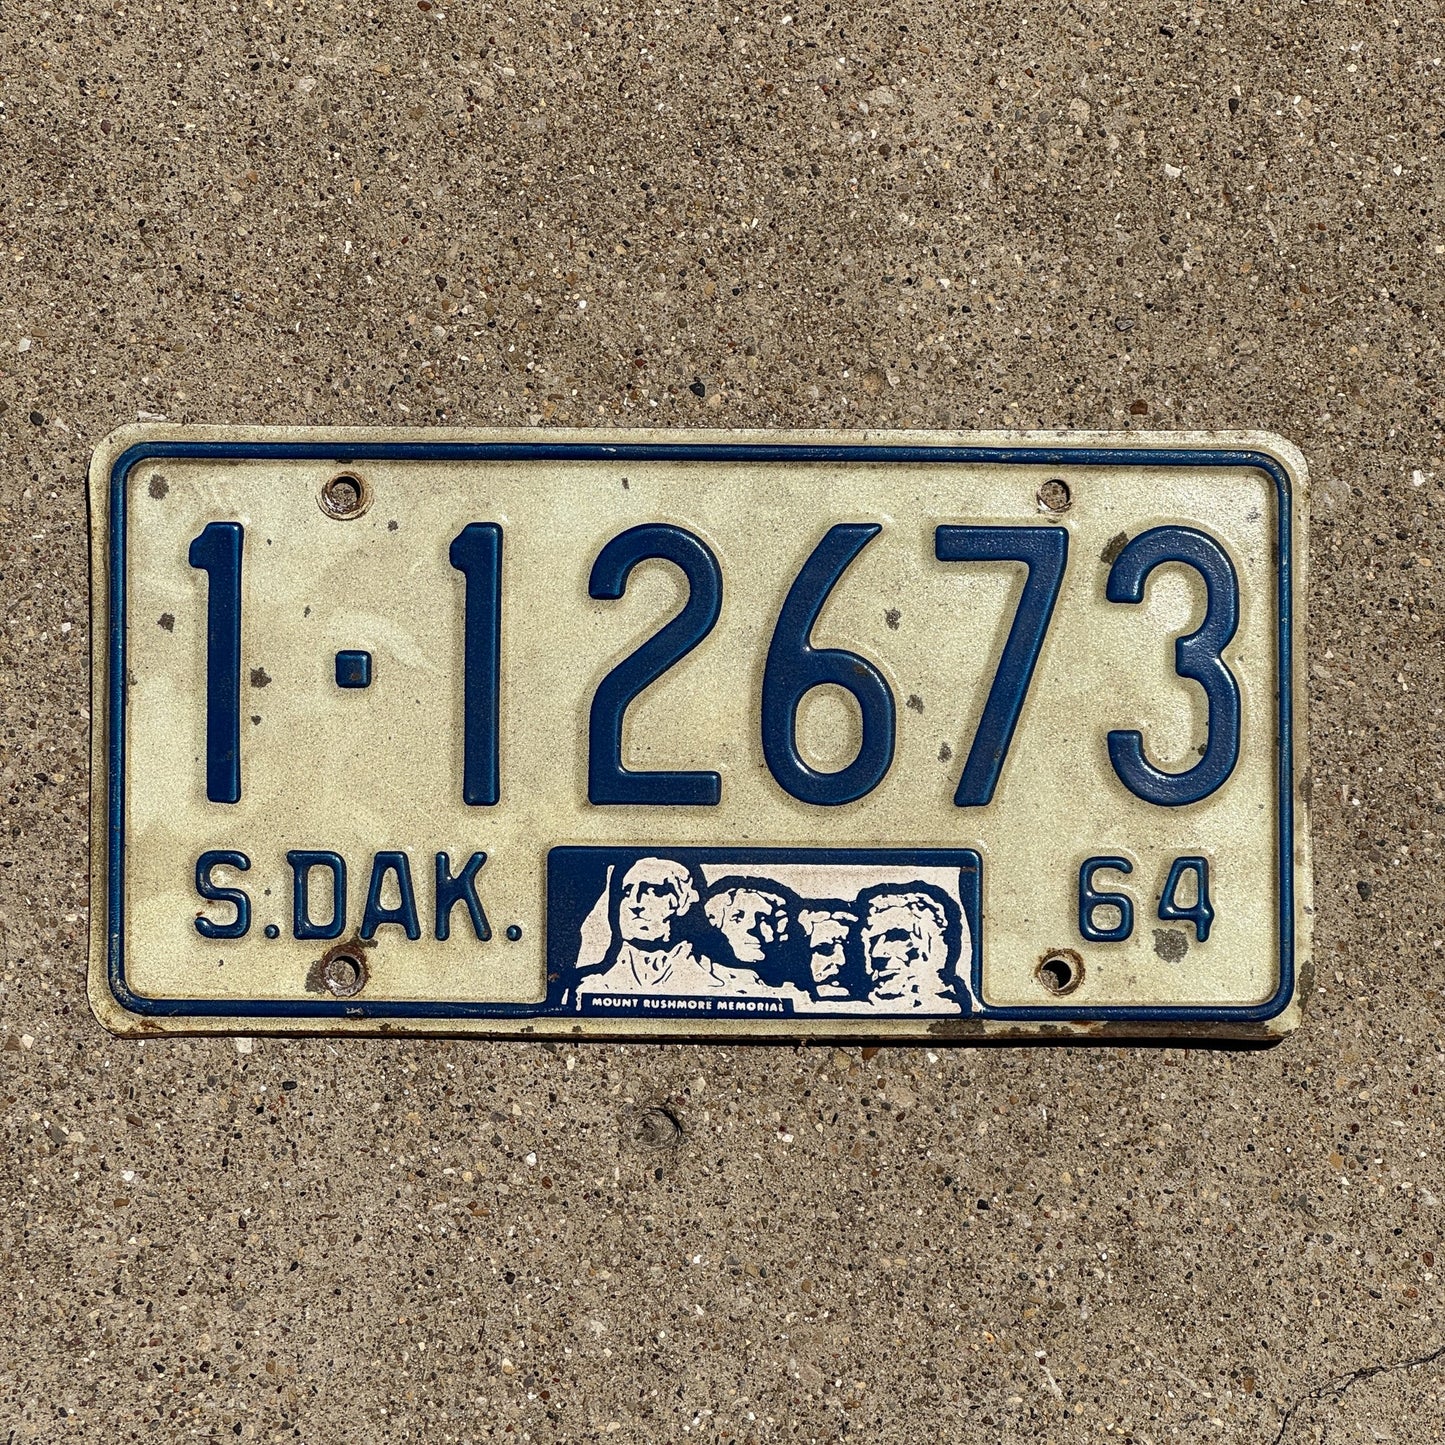 1·12673
S.DAK. 64
MOUNT RUSHMORE MEMORIAL